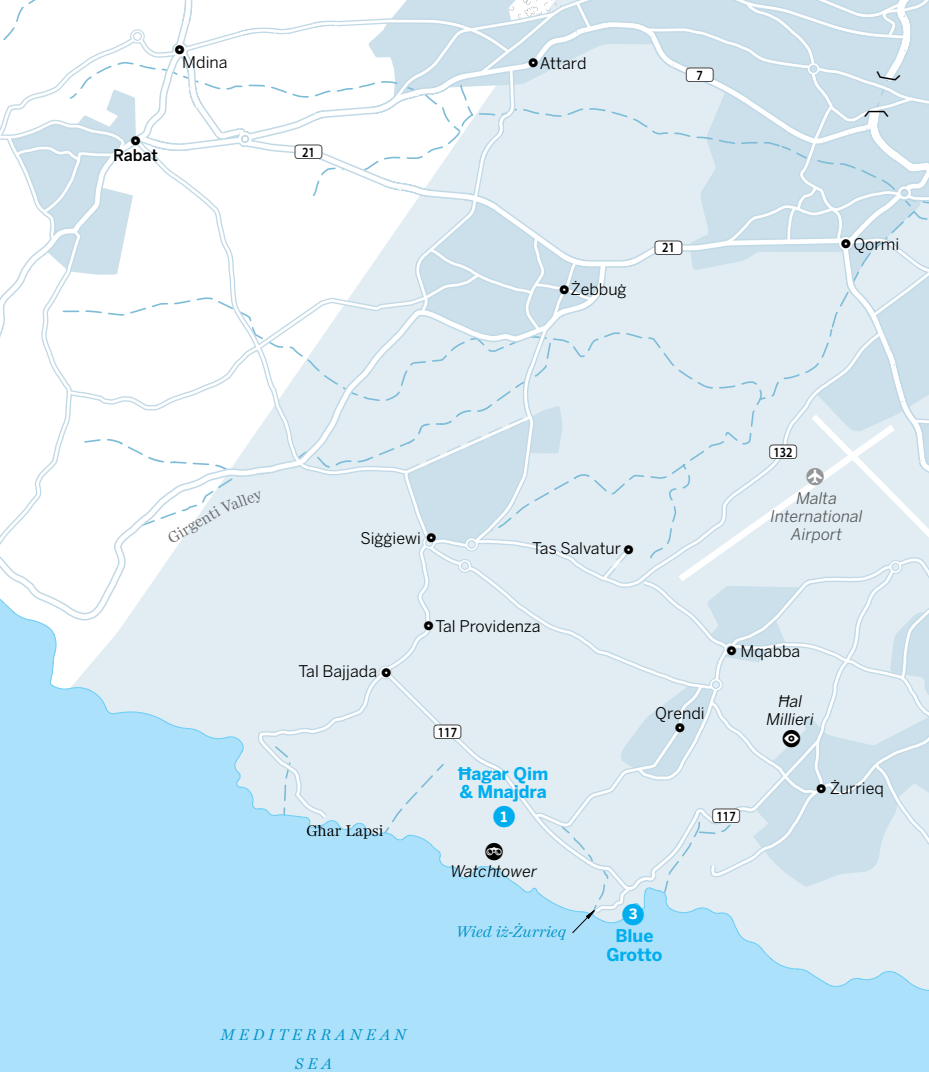 Mdina
Attard
7
Rabat
21
21
Qormi
Żebbuġ
132
Malta
International
Airport
Girgenti Valley
Siġġiewi
Tas Salvatur
Tal Providenza
Mqabba
Tal Bajjada
Ħal
Millieri
Qrendi
117
Ħagar Qim
& Mnajdra
1
Żurrieq
117
Għar Lapsi
Watchtower
3
Wied iż-Żurrieq
Blue
Grotto
MEDITERRANEAN
SEA